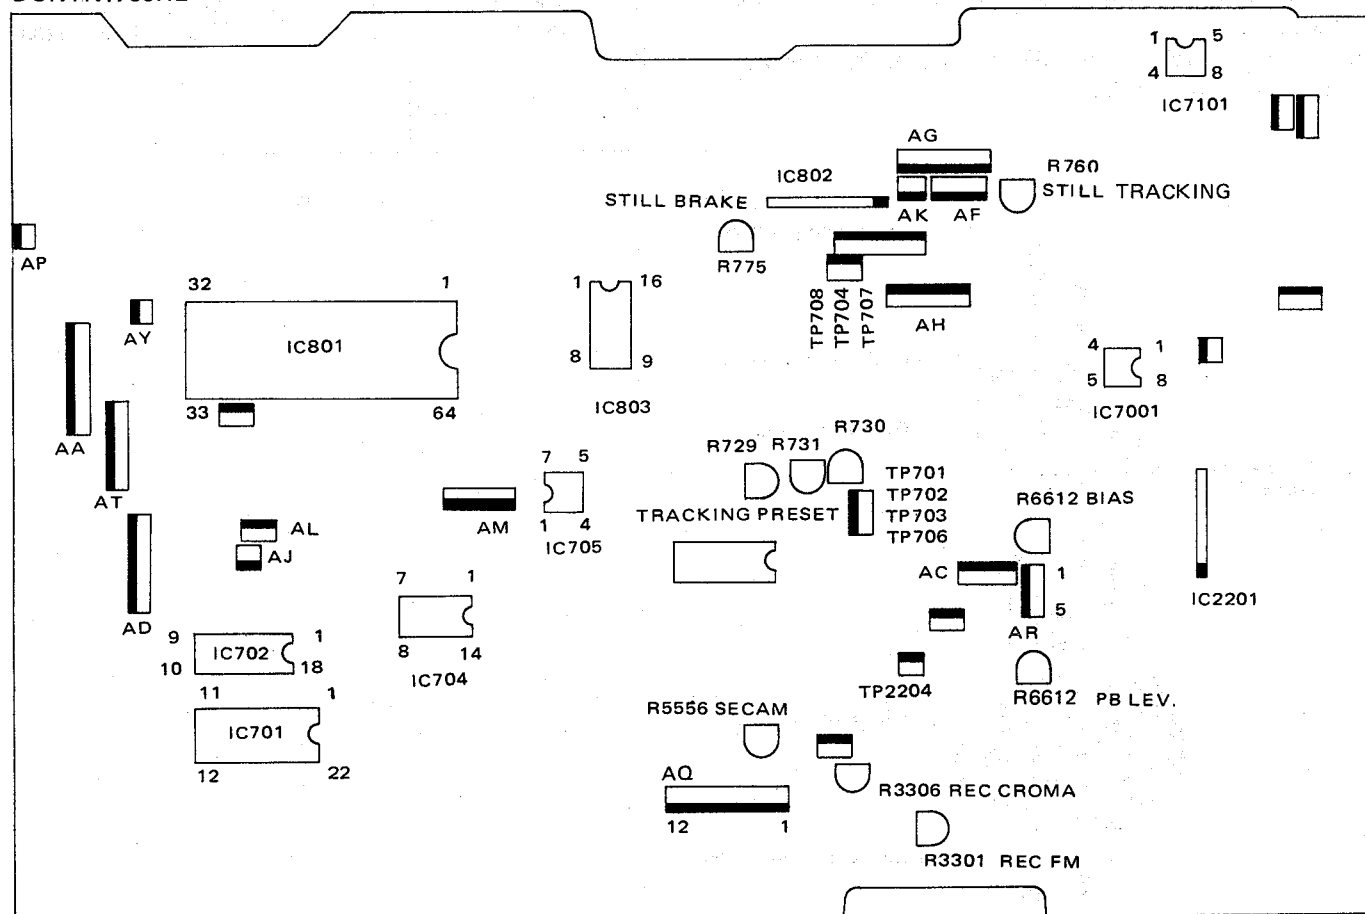 1 5
4 8
IC7101
AG
R760
IC802
STILL TRACKING
STILL BRAKE
AK AF
R775
AP
32 1
1 16
TP708
TP704
TP707
AH
AY
IC801
8 9
4 1
5 8
IC7001
33 64
IC803
AA
R729
R731
R730
7 5
TP701
TP702
TP703
TP706
AT
TRACKING PRESET
R6612 BIAS
AL
AM
1 4
IC705
AJ
7 1
AC
1
5
IC2201
AD
9 1
AR
IC702
10 18
8 14
IC704
TP2204
R6612 PB LEV.
11 1
R5556 SECAM
IC701
12 22
AQ
R3306 REC CROMA
12 1
R3301 REC FM